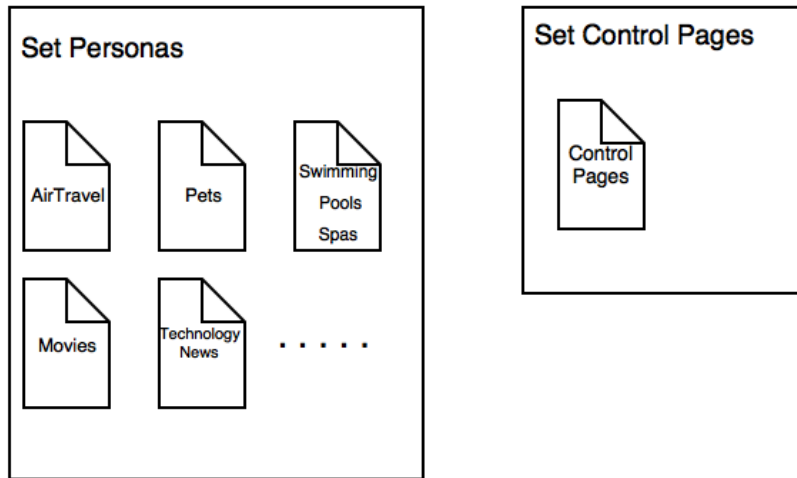 Set Personas
AirTravel
Pets
Swimming
Pools
Spas
Movies
Technology
News
. . . . .
Set Control Pages
Control
Pages